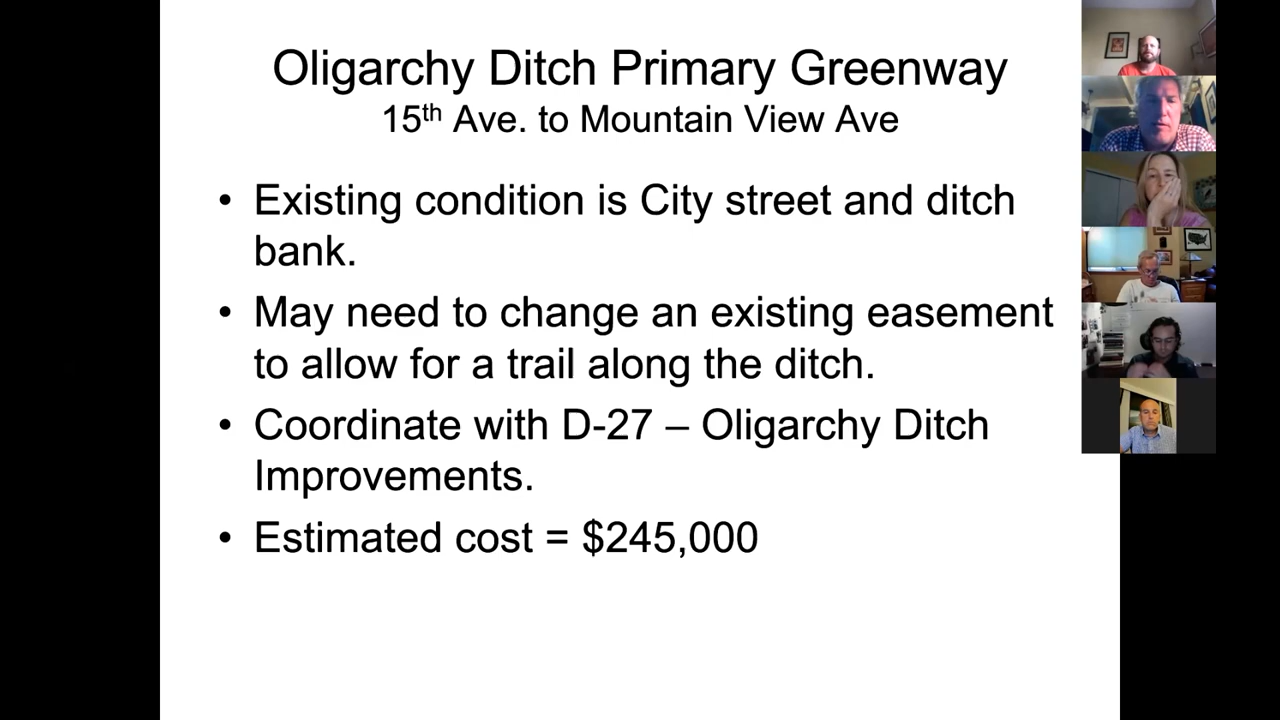 Oligarchy Ditch Primary Greenway
15th Ave. to Mountain View Ave
• Existing condition is City street and ditch
bank.
• May need to change an existing easement
to allow for a trail along the ditch.
• Coordinate with D-27 – Oligarchy Ditch
Improvements.
• Estimated cost = $245,000